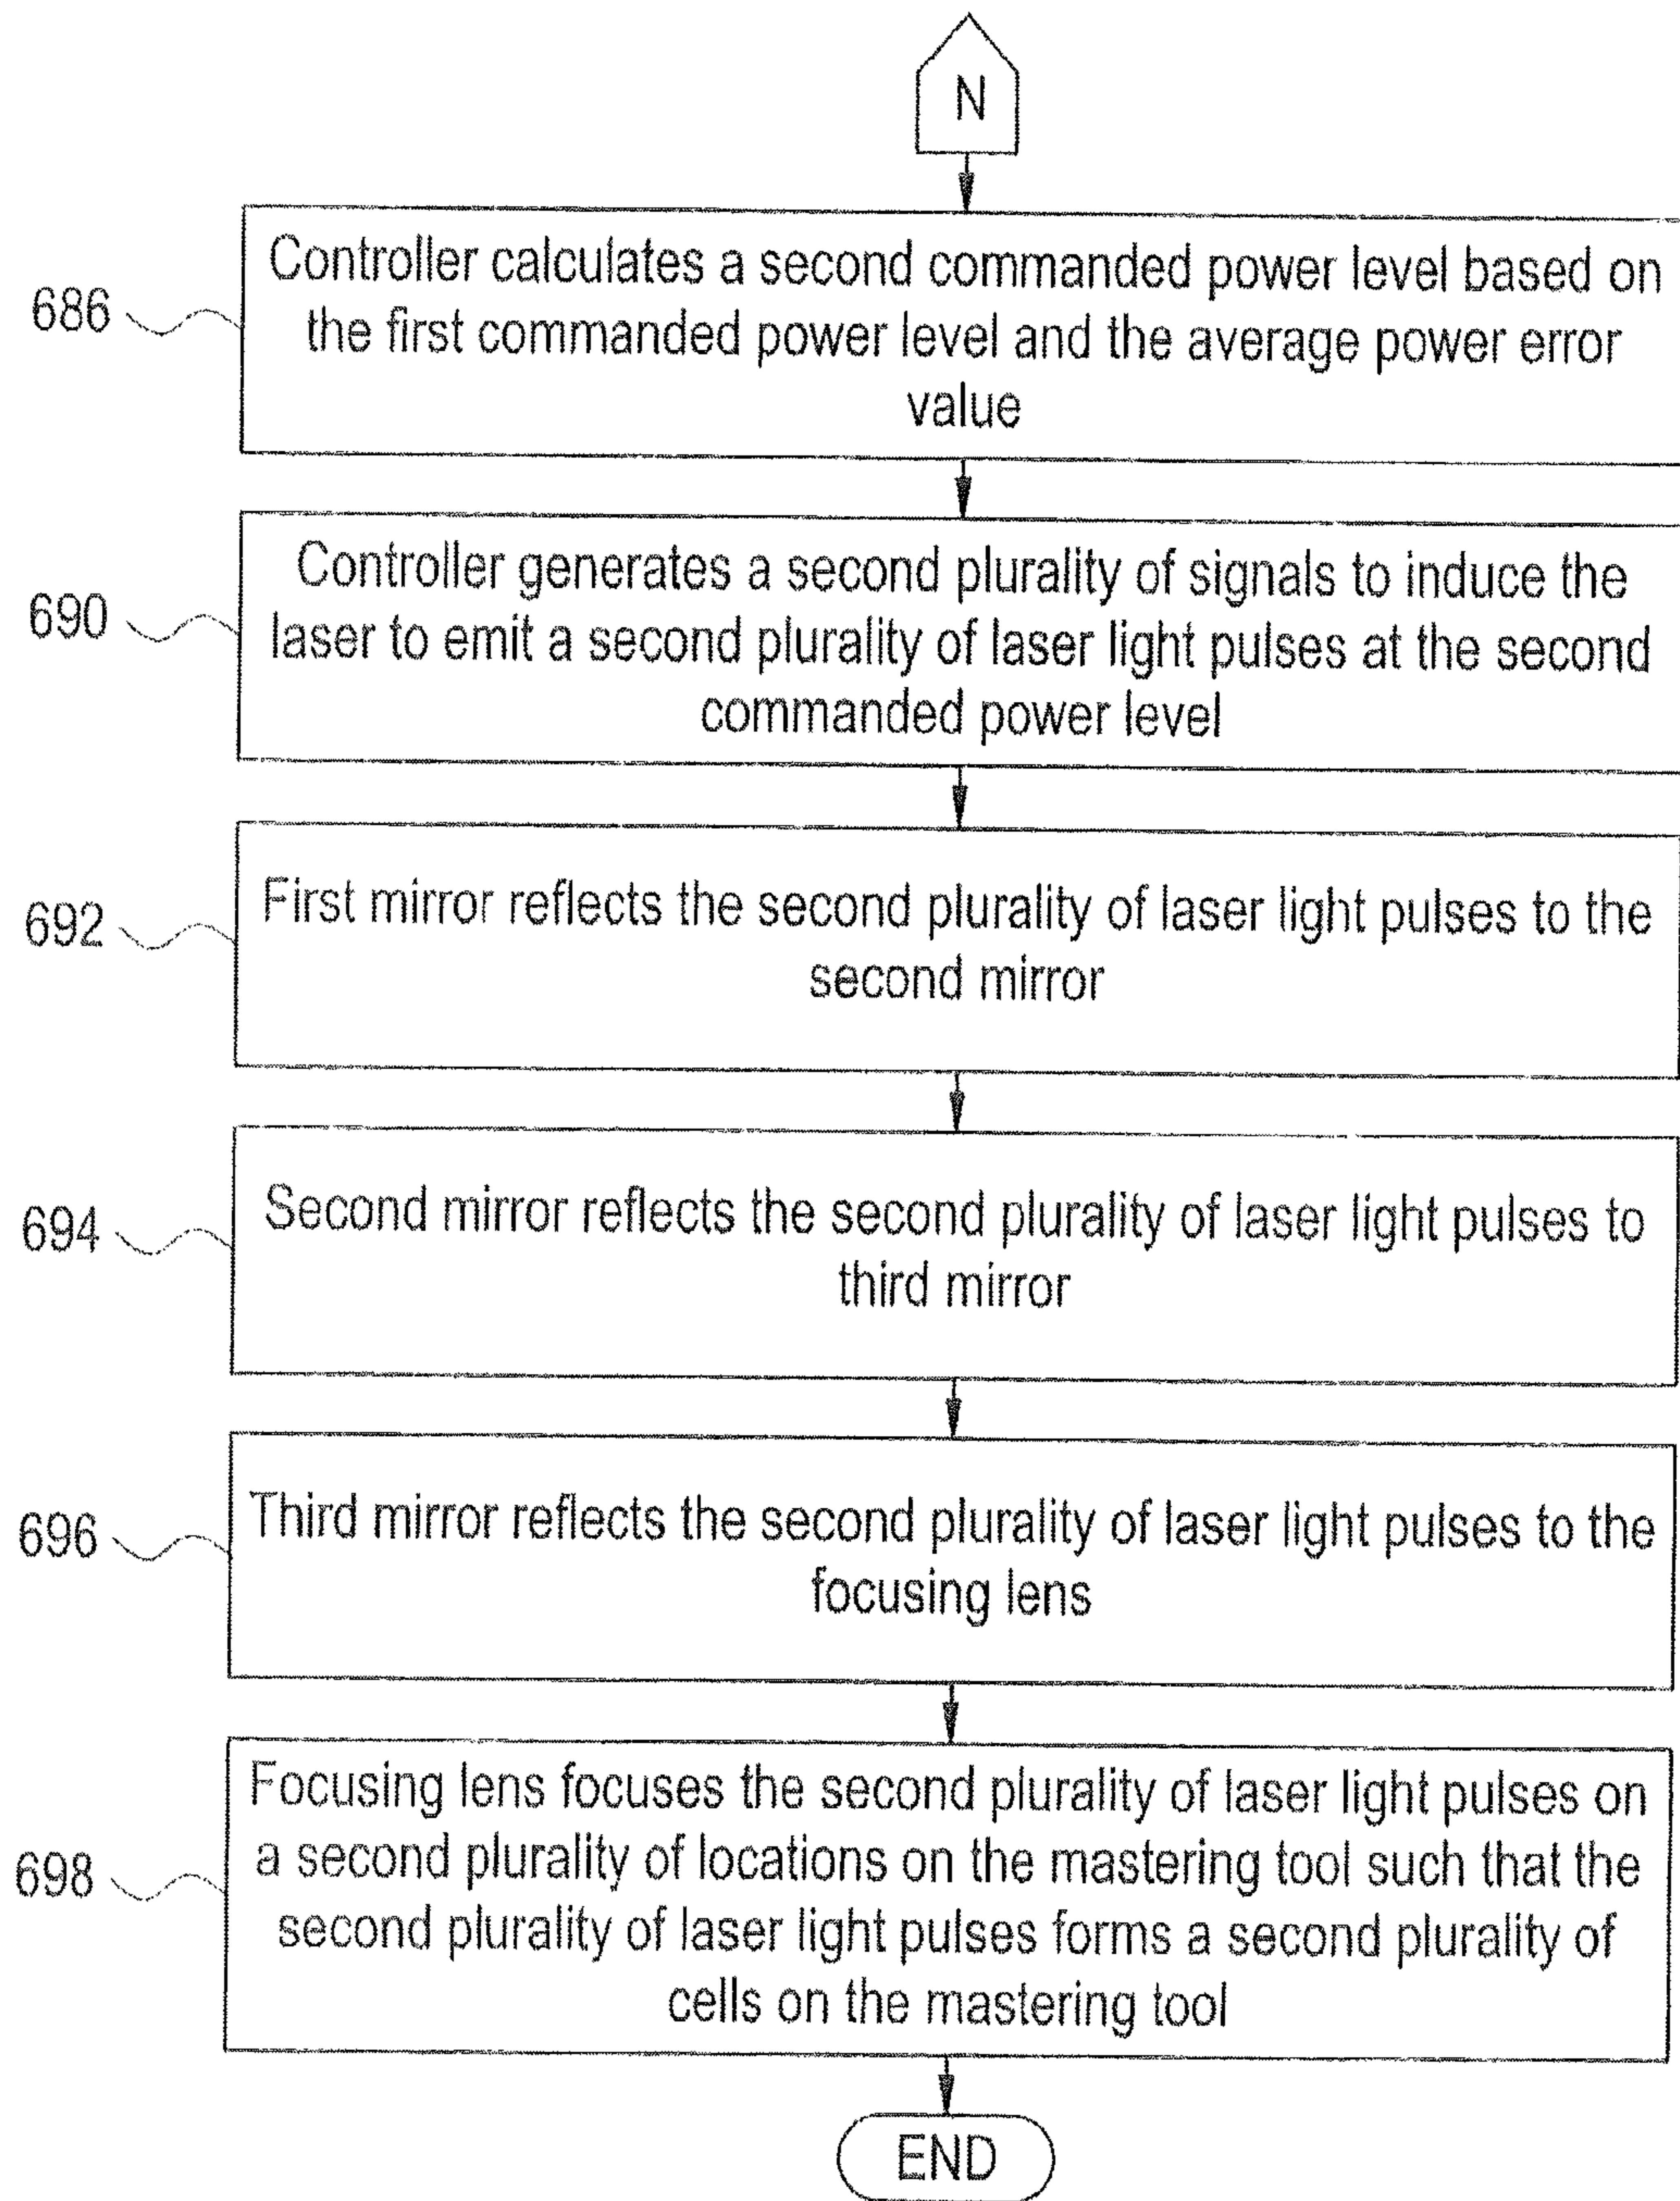 N
686
Controller calculates a second commanded power level based on
the first commanded power level and the average power error
value
690
Controller generates a second plurality of signals to induce the
laser to emit a second plurality of laser light pulses at the second
commanded power level
692
First mirror reflects the second plurality of laser light pulses to the
second mirror
694
Second mirror reflects the second plurality of laser light pulses to
third mirror
696
Third mirror reflects the second plurality of laser light pulses to the
focusing lens
698
Focusing lens focuses the second plurality of laser light pulses on
a second plurality of locations on the mastering tool such that the
second plurality of laser light pulses forms a second plurality of
cells on the mastering tool
END